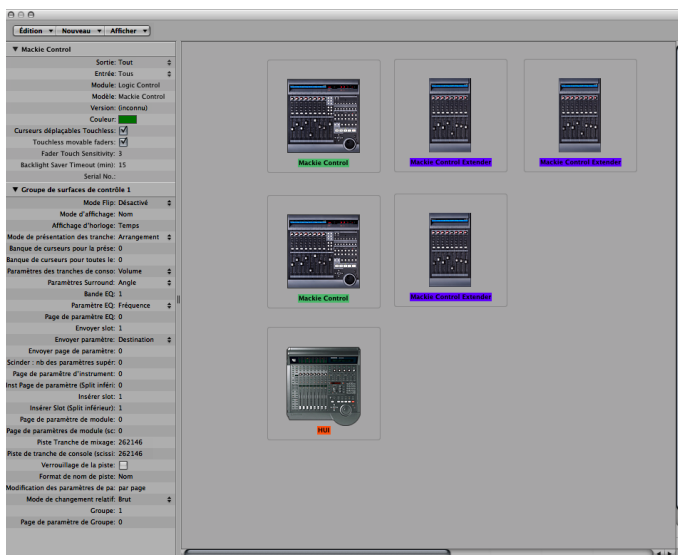 Édition Nouveau Afficher
Mackie Control
Sortie: Tout
Entrée: Tous
Module: Logic Control
Modèle: Mackie Control
Version: (inconnu)
Couleur:
Curseurs déplaçables Touchless:
Touchless movable faders:
Fader Touch Sensitivity: 3
Backlight Saver Timeout (min): 15
Serial No.:
Groupe de surfaces de contrôle 1
Mode Flip: Désactivé
Mode d'affichage: Nom
Affichage d'horloge: Temps
Mode de présentation des tranche: Arrangement
Banque de curseurs pour la prése: 0
Banque de curseurs pour toutes le: 0
Paramètres des tranches de conso: Volume
Paramètres Surround: Angle
Bande EQ: 1
Paramètre EQ: Fréquence
Page de paramètre EQ: 0
Envoyer slot: 1
Envoyer paramètre: Destination
Envoyer page de paramètre: 0
Scinder : nb des paramètres supér: 0
Page de paramètre d'instrument: 0
Inst Page de paramètre (Split inféri: 0
Insérer slot: 1
Insérer Slot (Split inférieur): 1
Page de paramètre de module: 0
Page de paramètres de module (sc: 0
Piste Tranche de mixage: 262146
Piste de tranche de console (scissi: 262146
Verrouillage de la piste:
Format de nom de piste: Nom
Modification des paramètres de pa: par page
Mode de changement relatif: Brut
Groupe: 1
Page de paramètre de Groupe: 0
Mackie Control
Mackie Control Extender
Mackie Control Extender
Mackie Control
Mackie Control Extender
HUI